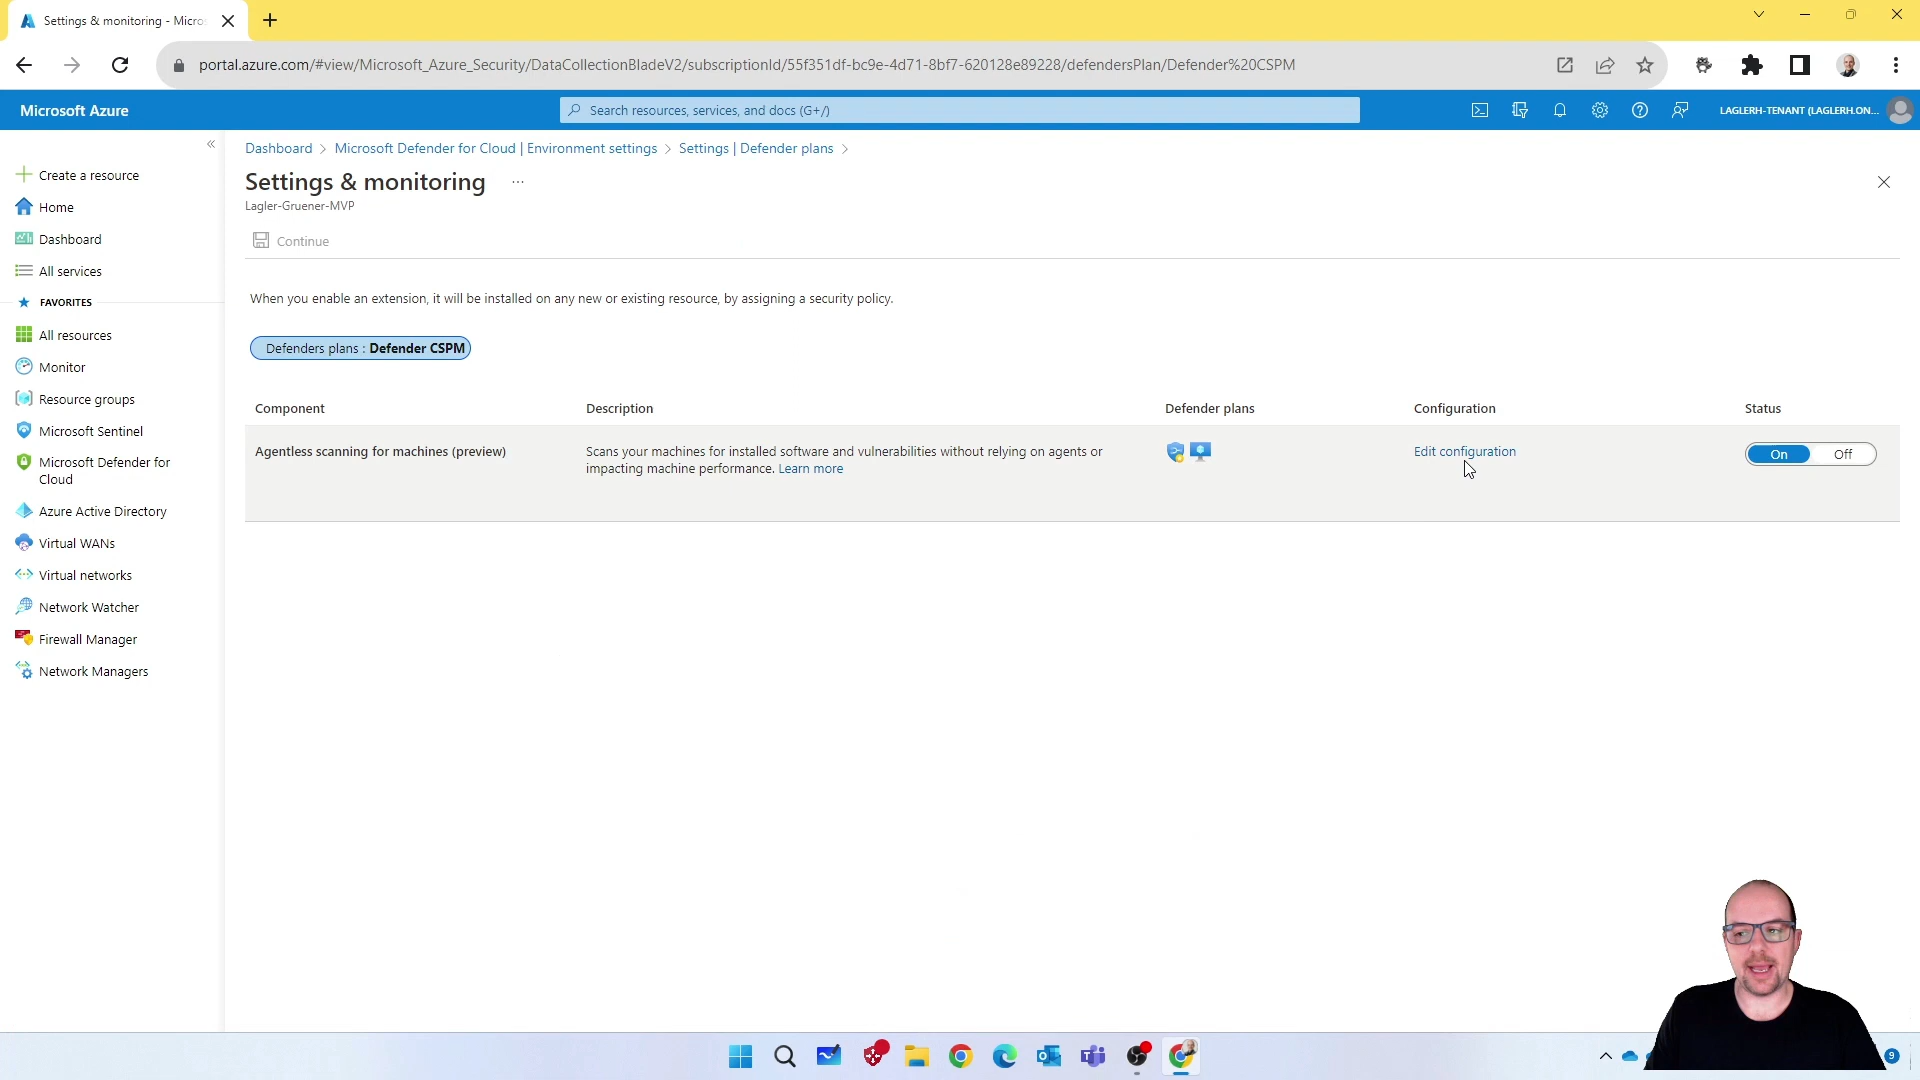 Settings & monitoring - Micros
portal.azure.com/#view/Microsoft_Azure_Security/DataCollectionBladeV2/subscriptionId/55f351df-bc9e-4d71-8bf7-620128e89228/defendersPlan/Defender%20CSPM
Microsoft Azure
Search resources, services, and docs (G+/)
LAGLERH-TENANT (LAGLERH.ON...
Dashboard > Microsoft Defender for Cloud | Environment settings > Settings | Defender plans >
Settings & monitoring ...
Lagler-Gruener-MVP
Continue
Create a resource
Home
Dashboard
All services
FAVORITES
All resources
Monitor
Resource groups
Microsoft Sentinel
Microsoft Defender for
Cloud
Azure Active Directory
Virtual WANs
Virtual networks
Network Watcher
Firewall Manager
Network Managers
When you enable an extension, it will be installed on any new or existing resource, by assigning a security policy.
Defenders plans : Defender CSPM
Component Description Defender plans Configuration Status
Agentless scanning for machines (preview)
Scans your machines for installed software and vulnerabilities without relying on agents or
impacting machine performance. Learn more
Edit configuration
On Off
9